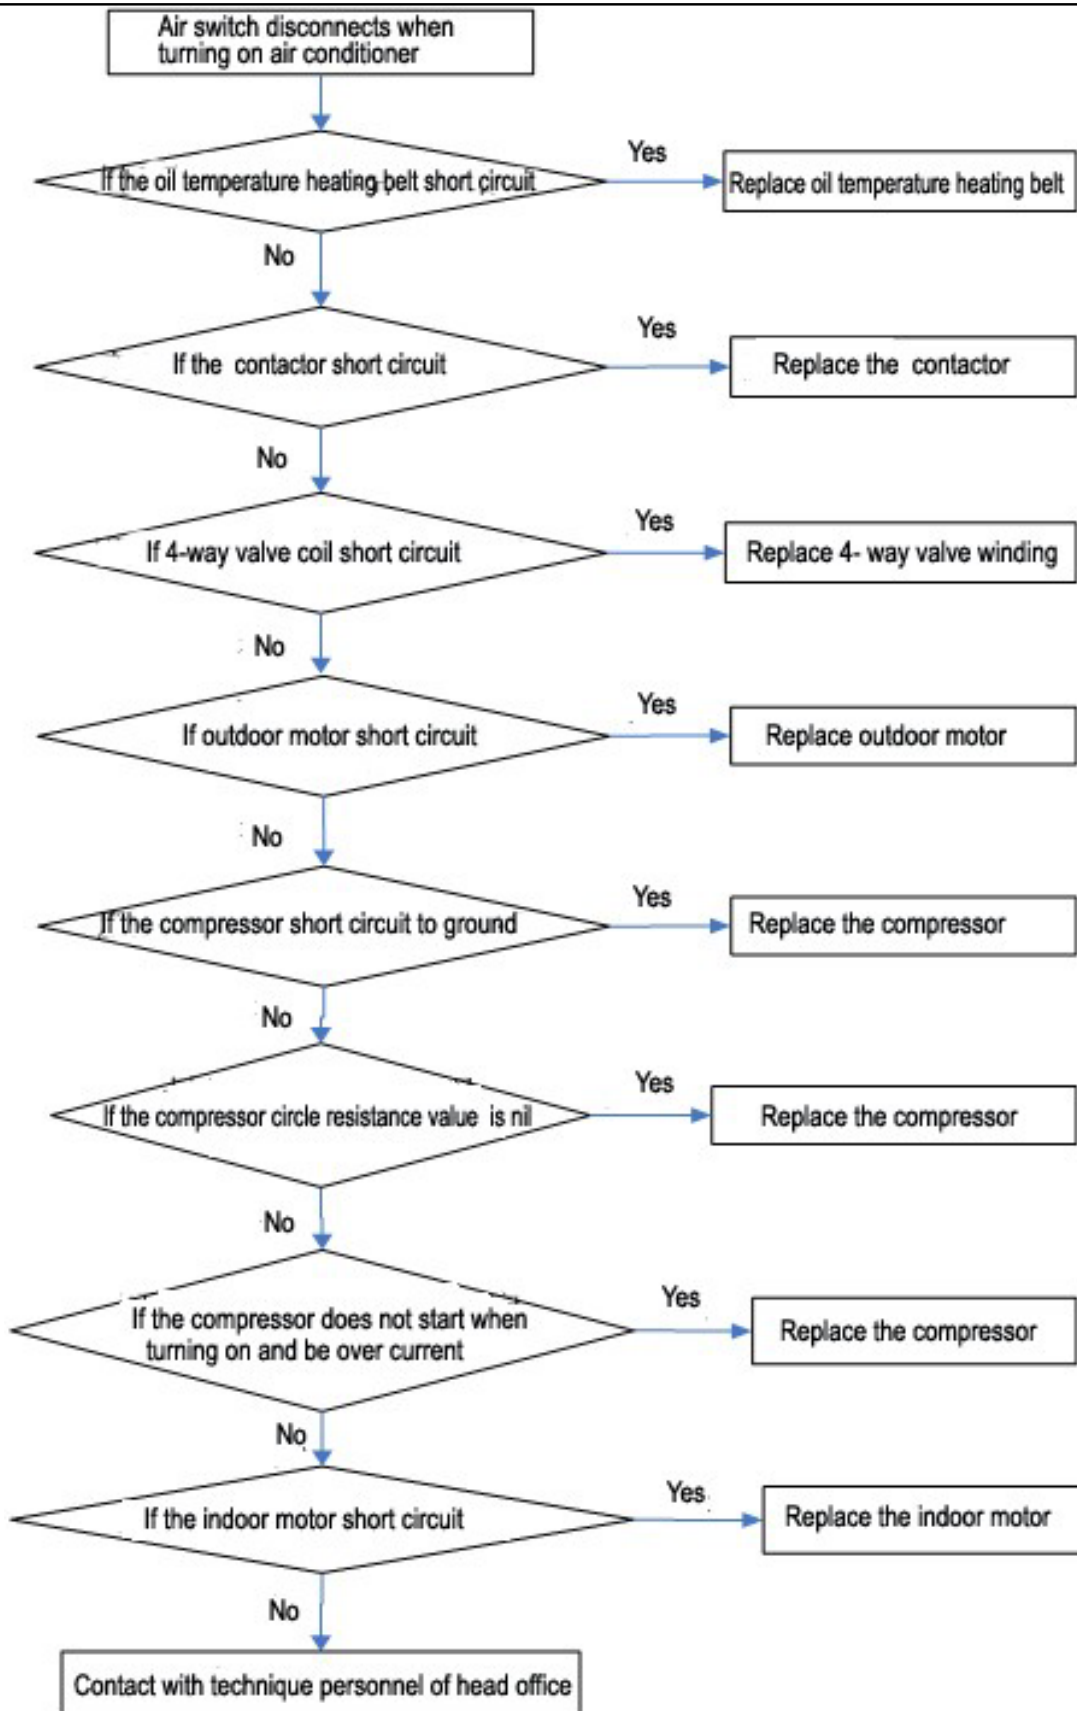 Air switch disconnects when
turning on air conditioner
If the oil temperature heating belt short circuit
Yes
Replace oil temperature heating belt
No
If the contactor short circuit
Yes
Replace the contactor
No
If 4-way valve coil short circuit
Yes
Replace 4- way valve winding
No
If outdoor motor short circuit
Yes
Replace outdoor motor
No
If the compressor short circuit to ground
Yes
Replace the compressor
No
If the compressor circle resistance value is nil
Yes
Replace the compressor
No
If the compressor does not start when
turning on and be over current
Yes
Replace the compressor
No
If the indoor motor short circuit
Yes
Replace the indoor motor
No
Contact with technique personnel of head office